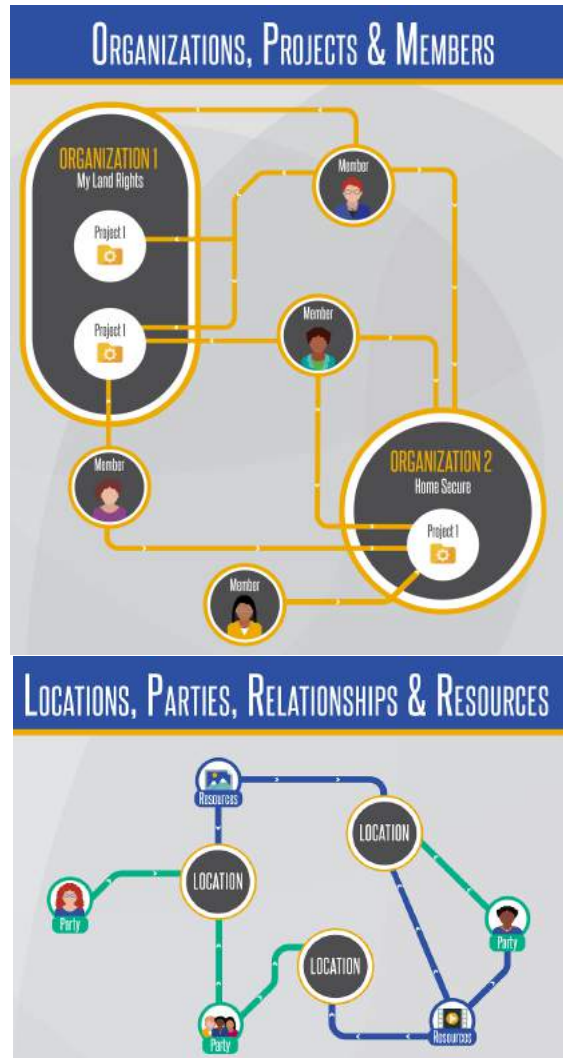 ORGANIZATIONS, PROJECTS & MEMBERS
ORGANIZATION 1
My Land Rights
Member
Project 1
Project 1
Member
Member
ORGANIZATION 2
Home Secure
Project 1
Member
LOCATIONS, PARTIES, RELATIONSHIPS & RESOURCES
Resources
LOCATION
LOCATION
Party
Party
LOCATION
Party
Resources